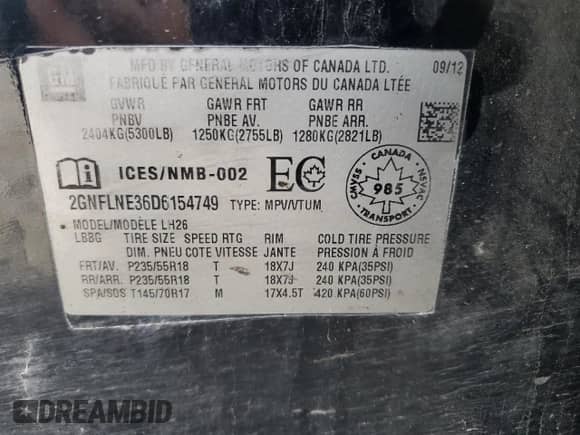 GM
MFD BY GENERAL MOTORS OF CANADA LTD. 09/12
FABRIQUÉ PAR GENERAL MOTORS DU CANADA LTÉE
GVWR GAWR FRT GAWR RR
PNBV PNBE AV. PNBE ARR.
2404KG(5300LB) 1250KG(2755LB) 1280KG(2821LB)
ICES/NMB-002 EC
2GNFLNE36D6154749 TYPE: MPV/VTUM
CANADA
CMVSS 985 NSVAC
TRANSPORT
MODEL/MODÈLE LH26
TIRE SIZE SPEED RTG RIM COLD TIRE PRESSURE
DIM. PNEU COTE VITESSE JANTE PRESSION À FROID
FRT/AV. P235/55R18 T 18X7J 240 KPA(35PSI)
RR/ARR. P235/55R18 T 18X7J 240 KPA(35PSI)
SPA/SDS T145/70R17 M 17X4.5T 420 KPA(60PSI)
DREAMBID